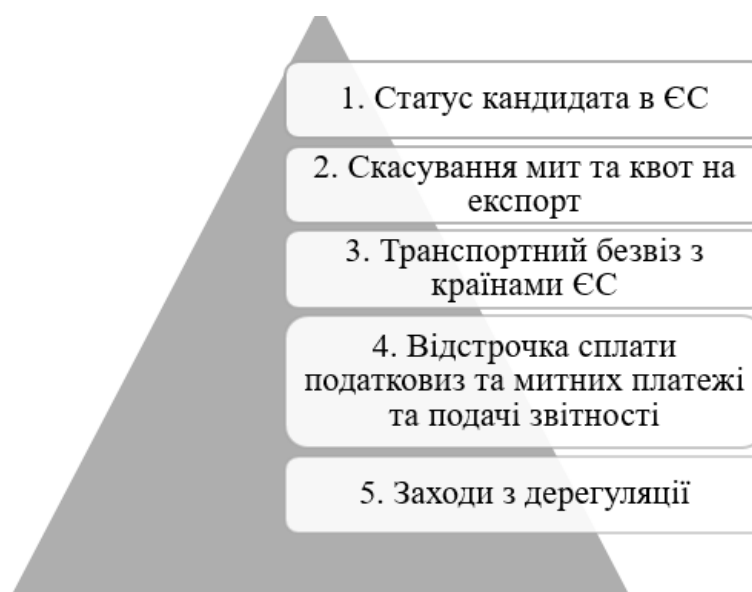 1. Статус кандидата в ЄС
2. Скасування мит та квот на
експорт
3. Транспортний безвіз з
країнами ЄС
4. Відстрочка сплати
податковиз та митних платежі
та подачі звітності
5. Заходи з дерегуляції